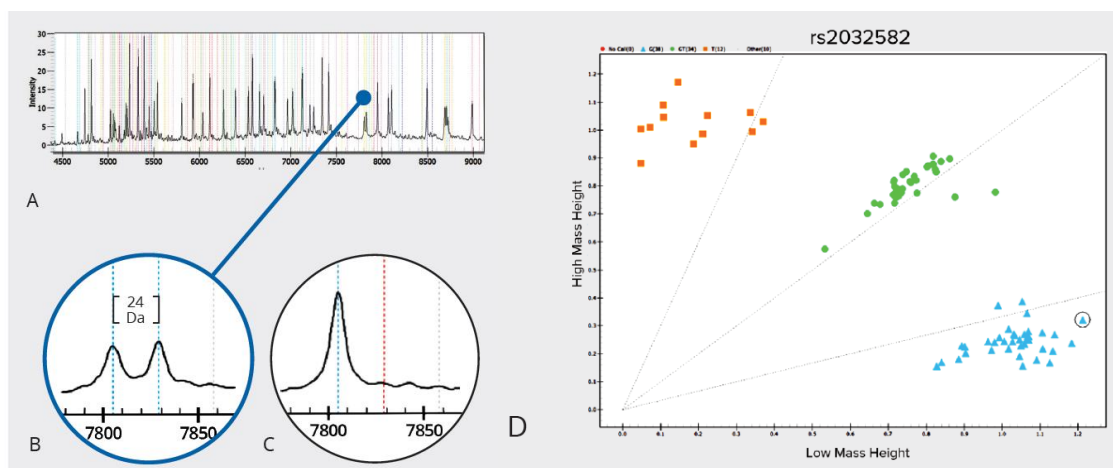 30
25
20
15
10
5
0
Intensity
4500 5000 5500 6000 6500 7000 7500 8000 8500 9000
A
24
Da
7800 7850
B
7800 7850
C
rs2032582
No Call(0) G(38) GT(34) T(12) Other(10)
1.2
1.1
1.0
0.9
0.8
0.7
0.6
0.5
0.4
0.3
0.2
0.1
0.0
High Mass Height
0.0 0.1 0.2 0.3 0.4 0.5 0.6 0.7 0.8 0.9 1.0 1.1 1.2
Low Mass Height
D